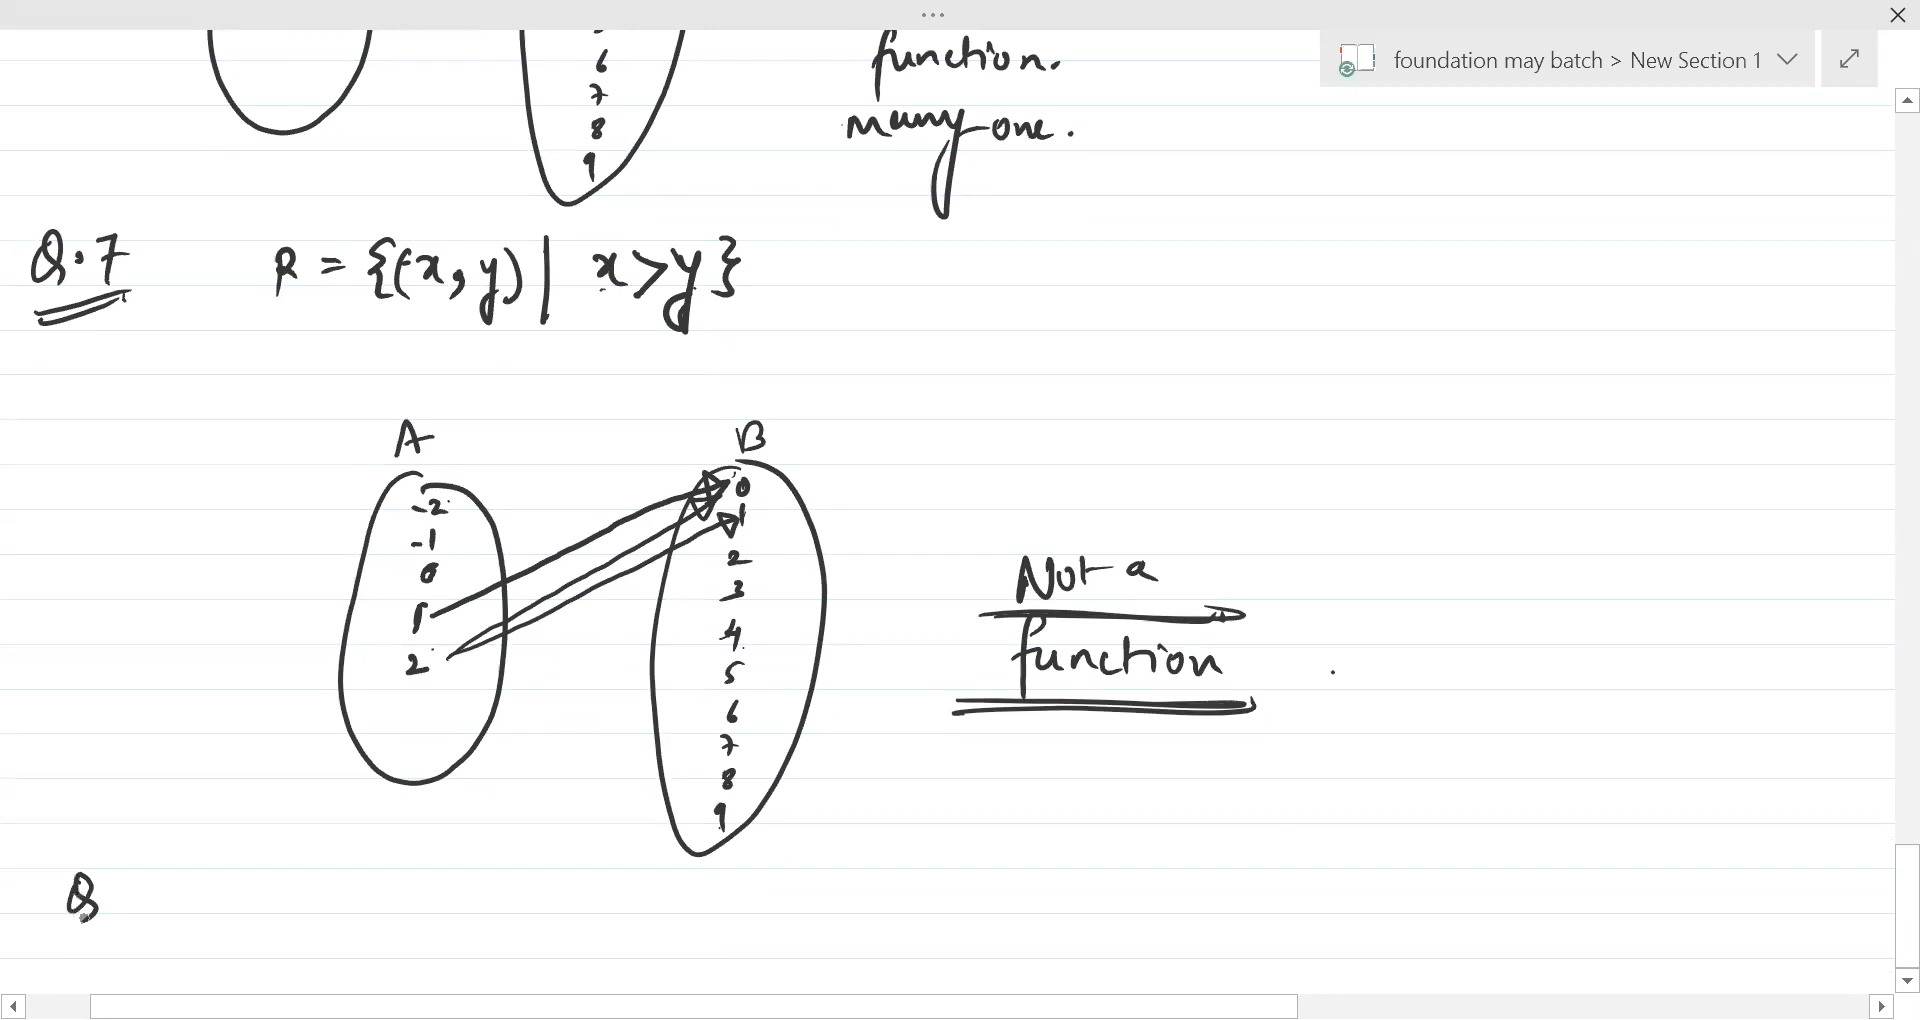 ...
foundation may batch > New Section 1
function.
6
7
8
9
many-one.
Q.7 R = {(x, y) | x>y}
A B
-2
-1
0
1
2
0
1
2
3
4
5
6
7
8
9
Not a
function
Q